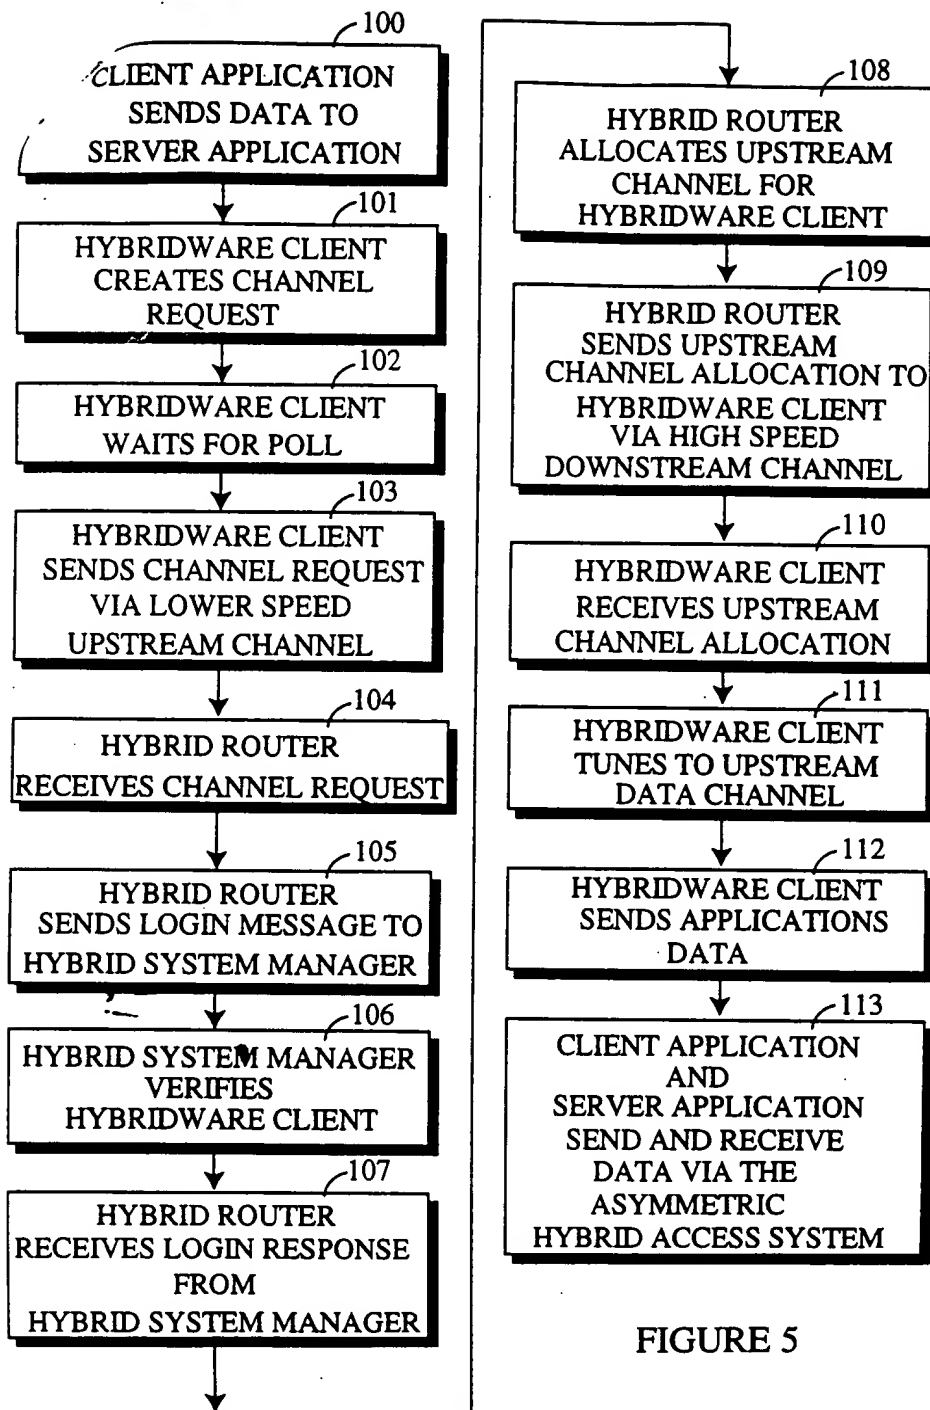 100
CLIENT APPLICATION
SENDS DATA TO
SERVER APPLICATION
101
HYBRIDWARE CLIENT
CREATES CHANNEL
REQUEST
102
HYBRIDWARE CLIENT
WAITS FOR POLL
103
HYBRIDWARE CLIENT
SENDS CHANNEL REQUEST
VIA LOWER SPEED
UPSTREAM CHANNEL
104
HYBRID ROUTER
RECEIVES CHANNEL REQUEST
105
HYBRID ROUTER
SENDS LOGIN MESSAGE TO
HYBRID SYSTEM MANAGER
106
HYBRID SYSTEM MANAGER
VERIFIES
HYBRIDWARE CLIENT
107
HYBRID ROUTER
RECEIVES LOGIN RESPONSE
FROM
HYBRID SYSTEM MANAGER
108
HYBRID ROUTER
ALLOCATES UPSTREAM
CHANNEL FOR
HYBRIDWARE CLIENT
109
HYBRID ROUTER
SENDS UPSTREAM
CHANNEL ALLOCATION TO
HYBRIDWARE CLIENT
VIA HIGH SPEED
DOWNSTREAM CHANNEL
110
HYBRIDWARE CLIENT
RECEIVES UPSTREAM
CHANNEL ALLOCATION
111
HYBRIDWARE CLIENT
TUNES TO UPSTREAM
DATA CHANNEL
112
HYBRIDWARE CLIENT
SENDS APPLICATIONS
DATA
113
CLIENT APPLICATION
AND
SERVER APPLICATION
SEND AND RECEIVE
DATA VIA THE
ASYMMETRIC
HYBRID ACCESS SYSTEM
FIGURE 5